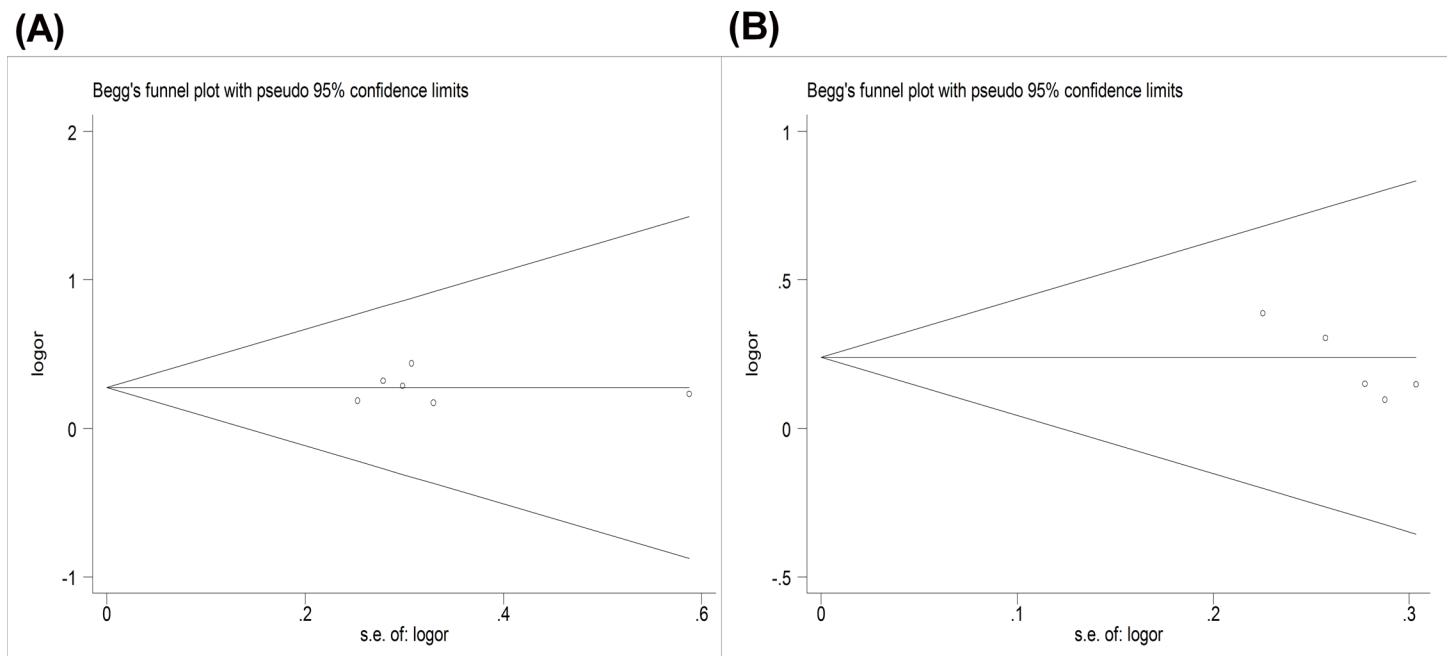 (A)
Begg's funnel plot with pseudo 95% confidence limits
logor
2
1
0
-1
0 .2 .4 .6
s.e. of: logor
(B)
Begg's funnel plot with pseudo 95% confidence limits
logor
1
.5
0
-.5
0 .1 .2 .3
s.e. of: logor